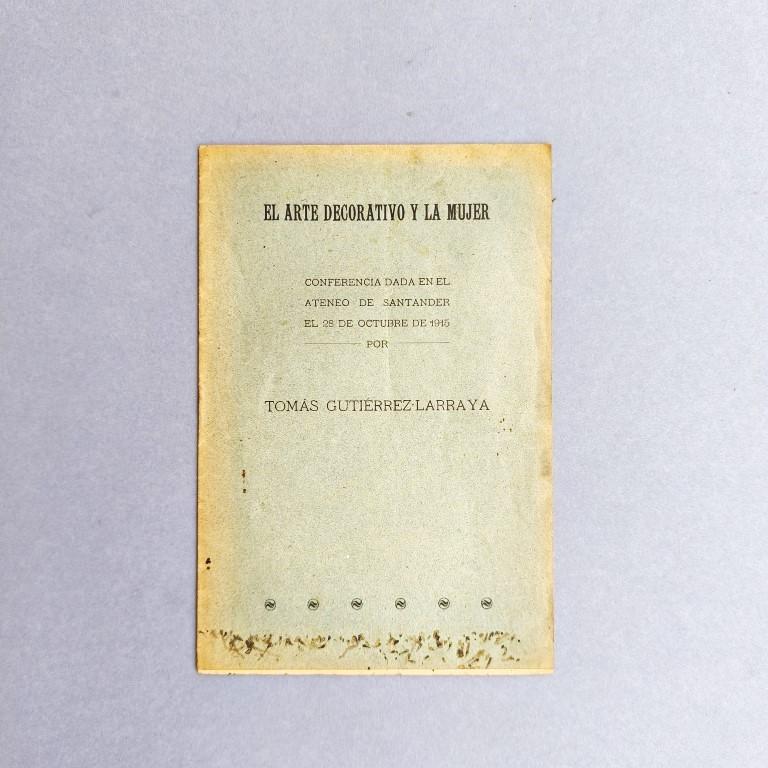 EL ARTE DECORATIVO Y LA MUJER
CONFERENCIA DADA EN EL
ATENEO DE SANTANDER
EL 28 DE OCTUBRE DE 1915
POR
TOMÁS GUTIÉRREZ-LARRAYA